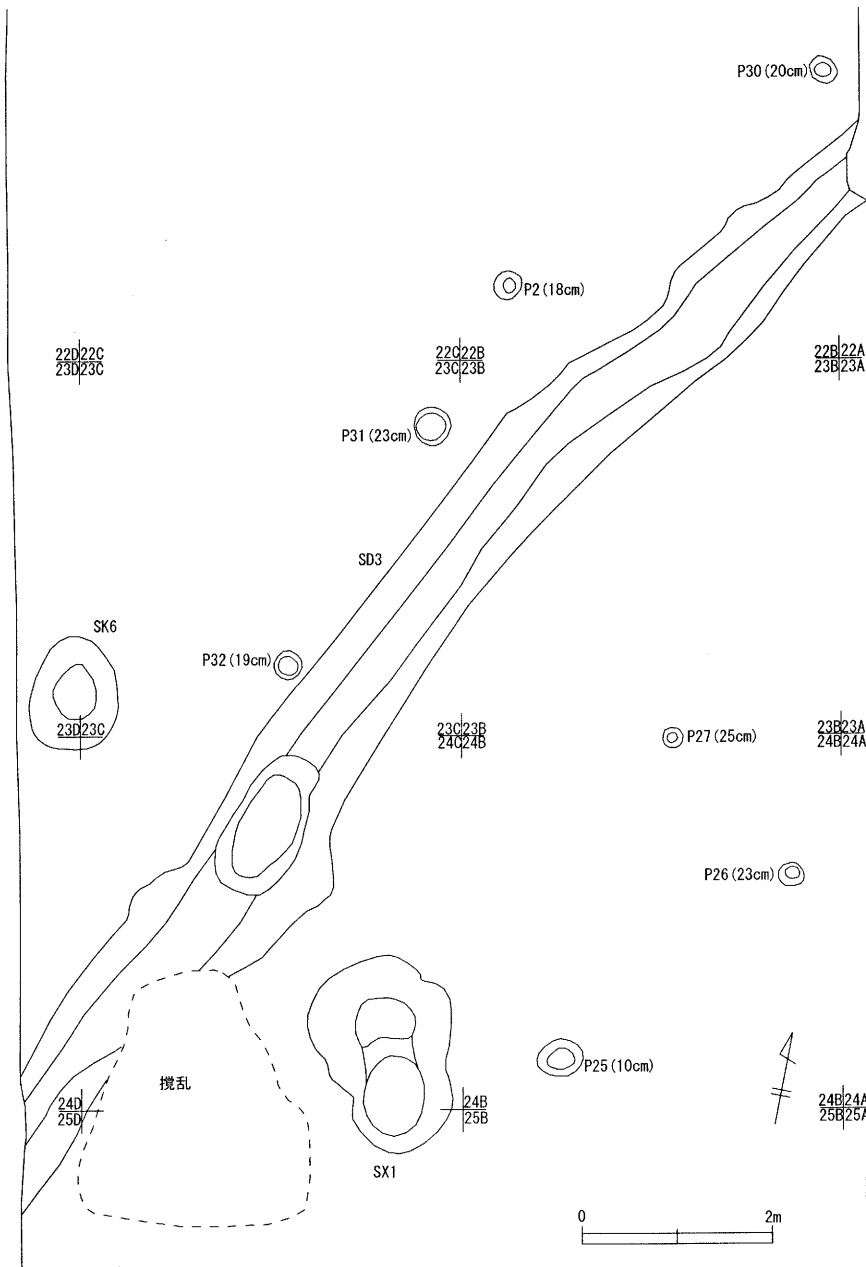 P30(20cm)
P2(18cm)
22D 22C
23D 23C
22C 22B
23C 23B
22B 22A
23B 23A
P31(23cm)
SD3
SK6
P32(19cm)
23D 23C
23C 23B
24C 24B
P27(25cm)
23B 23A
24B 24A
P26(23cm)
P25(10cm)
撹乱
24D
25D
24B
25B
24B 24A
25B 25A
SX1
0 2m